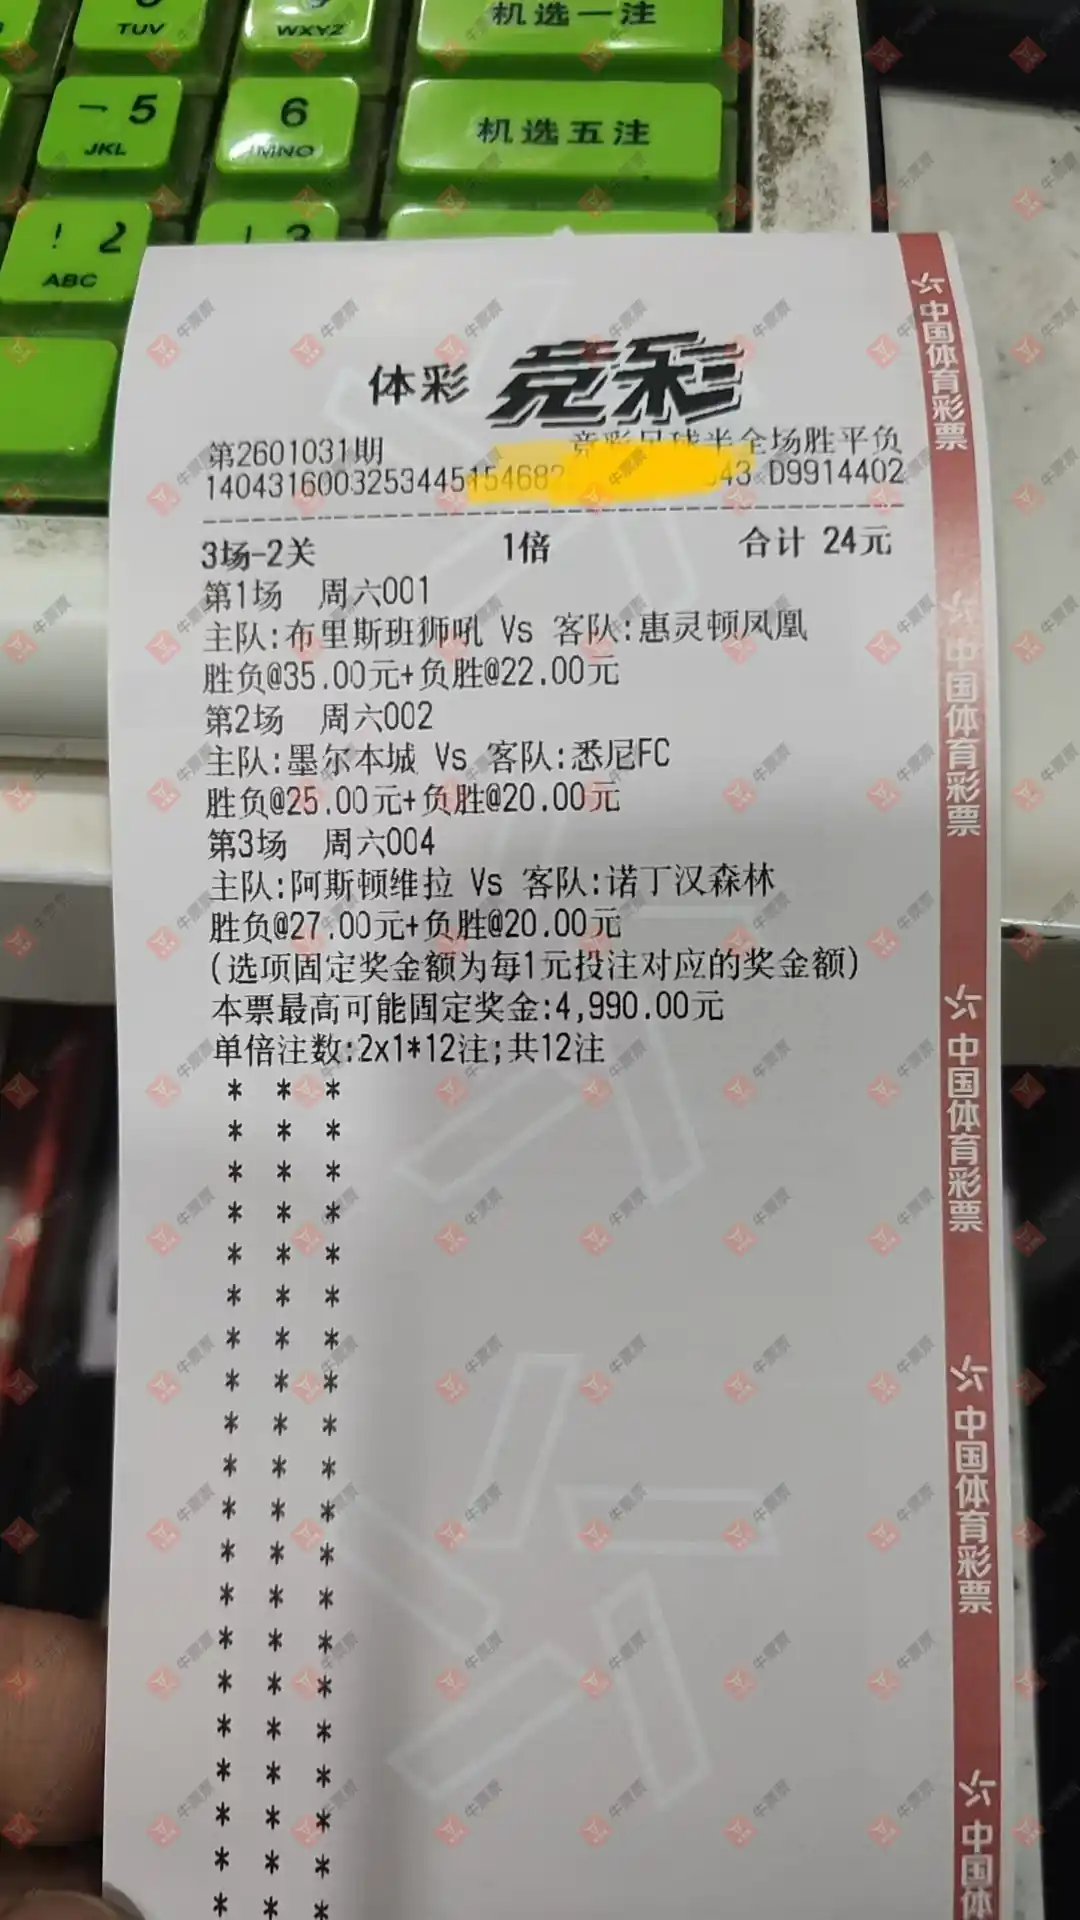 TUV
WXYZ
机选一注
5
JKL
6
MNO
机选五注
! 2
ABC
3
体彩 竞彩
第2601031期
竞彩足球半全场胜平负
140431600325344515468 43 D9914402
3场-2关 1倍 合计 24元
第1场 周六001
主队:布里斯班狮吼 Vs 客队:惠灵顿凤凰
胜负@35.00元+负胜@22.00元
第2场 周六002
主队:墨尔本城 Vs 客队:悉尼FC
胜负@25.00元+负胜@20.00元
第3场 周六004
主队:阿斯顿维拉 Vs 客队:诺丁汉森林
胜负@27.00元+负胜@20.00元
(选项固定奖金额为每1元投注对应的奖金额)
本票最高可能固定奖金:4,990.00元
单倍注数:2x1*12注;共12注
中国体育彩票
中国体育彩票
中国体育彩票
中国体育彩票
中国体
牛票票